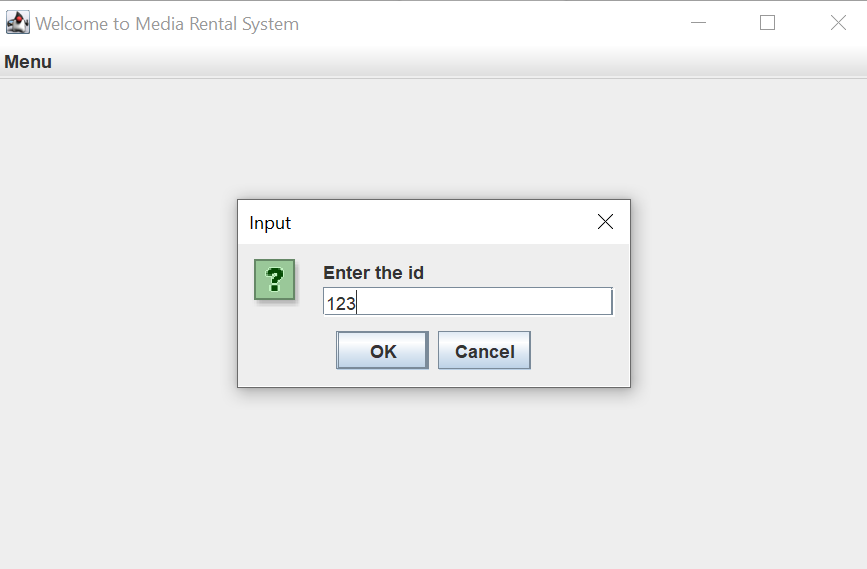 Welcome to Media Rental System
Menu
Input
?
Enter the id
123
OK
Cancel